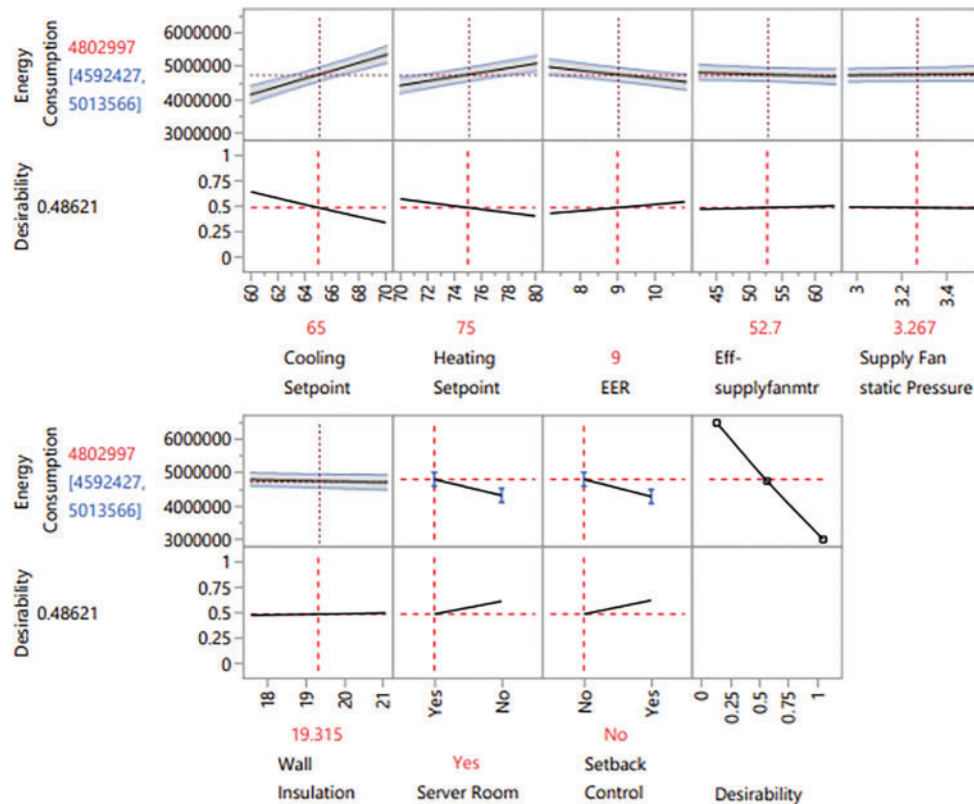 6000000
5000000
4000000
3000000
Energy
Consumption
4802997
[4592427,
5013566]
1
0.75
0.5
0.25
0
Desirability
0.48621
60 62 64 66 68 70 70 72 74 76 78 80 8 9 10 45 50 55 60 3 3.2 3.4
65 75 52.7 3.267
Cooling Heating 9 Eff- Supply Fan
Setpoint Setpoint EER supplyfanmtr static Pressure
6000000
5000000
4000000
3000000
Energy
Consumption
4802997
[4592427,
5013566]
1
0.75
0.5
0.25
0
Desirability
0.48621
18 19 20 21 Yes No No Yes 0 0.25 0.5 0.75 1
19.315 No
Wall Yes Setback
Insulation Server Room Control Desirability